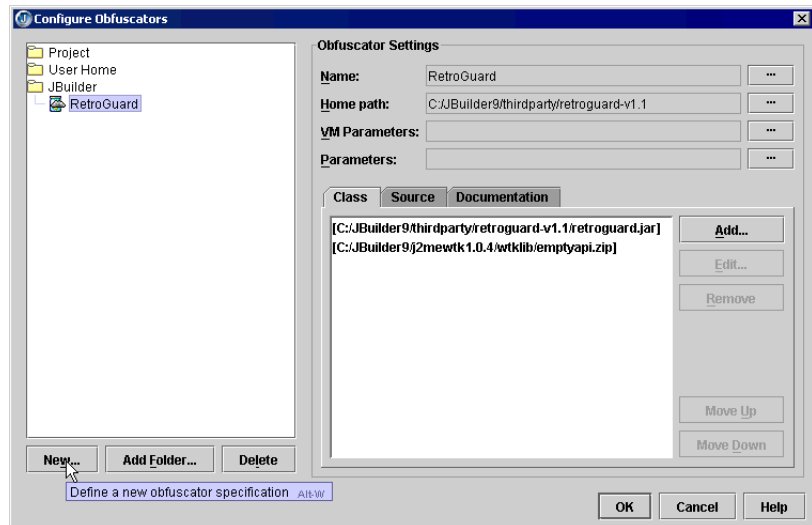 Configure Obfuscators
Project
User Home
JBuilder
RetroGuard
New...
Add Folder...
Delete
Define a new obfuscator specification Alt-W
Obfuscator Settings
Name: RetroGuard ...
Home path: C:/JBuilder9/thirdparty/retroguard-v1.1 ...
VM Parameters: ...
Parameters: ...
Class Source Documentation
[C:/JBuilder9/thirdparty/retroguard-v1.1/retroguard.jar]
[C:/JBuilder9/j2mewtk1.0.4/wtklib/emptyapi.zip]
Add...
Edit...
Remove
Move Up
Move Down
OK Cancel Help